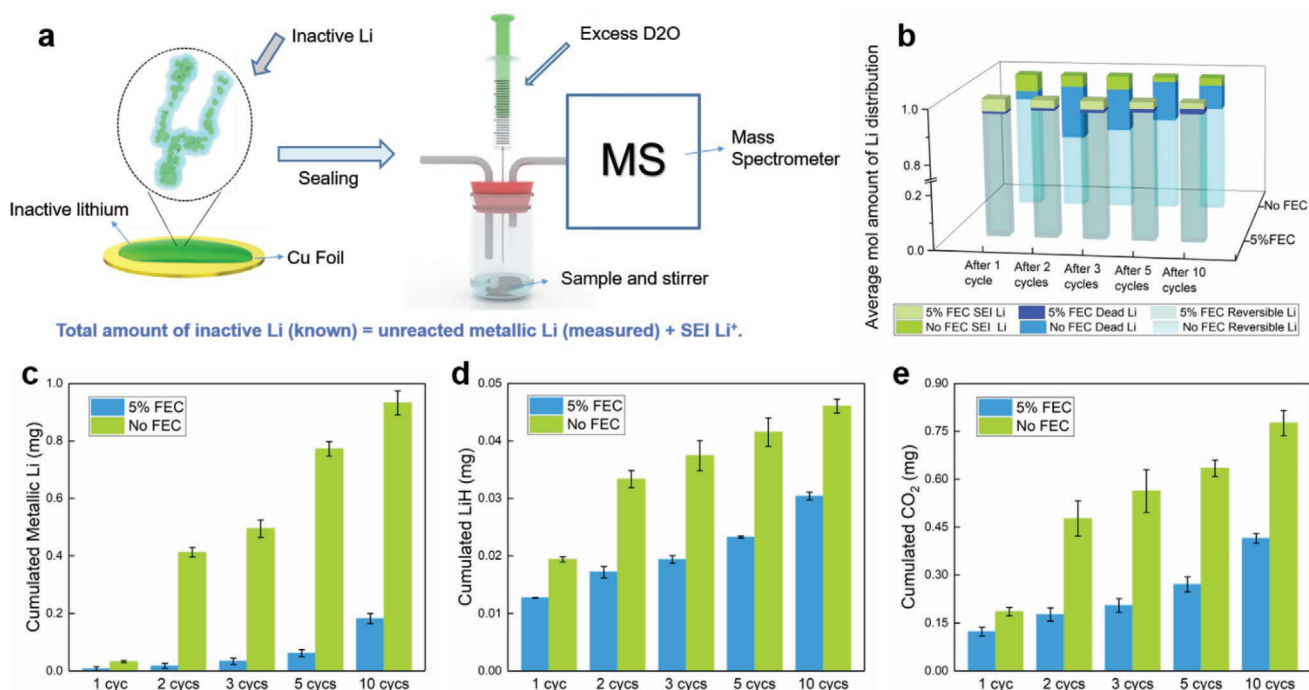 a
Inactive Li
Excess D2O
Sealing
MS
Mass
Spectrometer
Inactive lithium
Cu Foil
Sample and stirrer
Total amount of inactive Li (known) = unreacted metallic Li (measured) + SEI Li⁺.
b
Average mol amount of Li distribution
1.0
0.8
0.2
0.0
No FEC
5%FEC
After 1
cycle
After 2
cycles
After 3
cycles
After 5
cycles
After 10
cycles
5% FEC SEI Li
5% FEC Dead Li
5% FEC Reversible Li
No FEC SEI Li
No FEC Dead Li
No FEC Reversible Li
c
Cumulated Metallic Li (mg)
1.0
0.8
0.6
0.4
0.2
0.0
5% FEC
No FEC
1 cyc
2 cycs
3 cycs
5 cycs
10 cycs
d
Cumulated LiH (mg)
0.05
0.04
0.03
0.02
0.01
0.00
5% FEC
No FEC
1 cyc
2 cycs
3 cycs
5 cycs
10 cycs
e
Cumulated CO₂ (mg)
0.90
0.75
0.60
0.45
0.30
0.15
0.00
5% FEC
No FEC
1 cyc
2 cycs
3 cycs
5 cycs
10 cycs